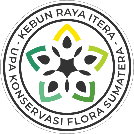 KEBUN RAYA ITERA
UPA KONSERVASI FLORA SUMATERA